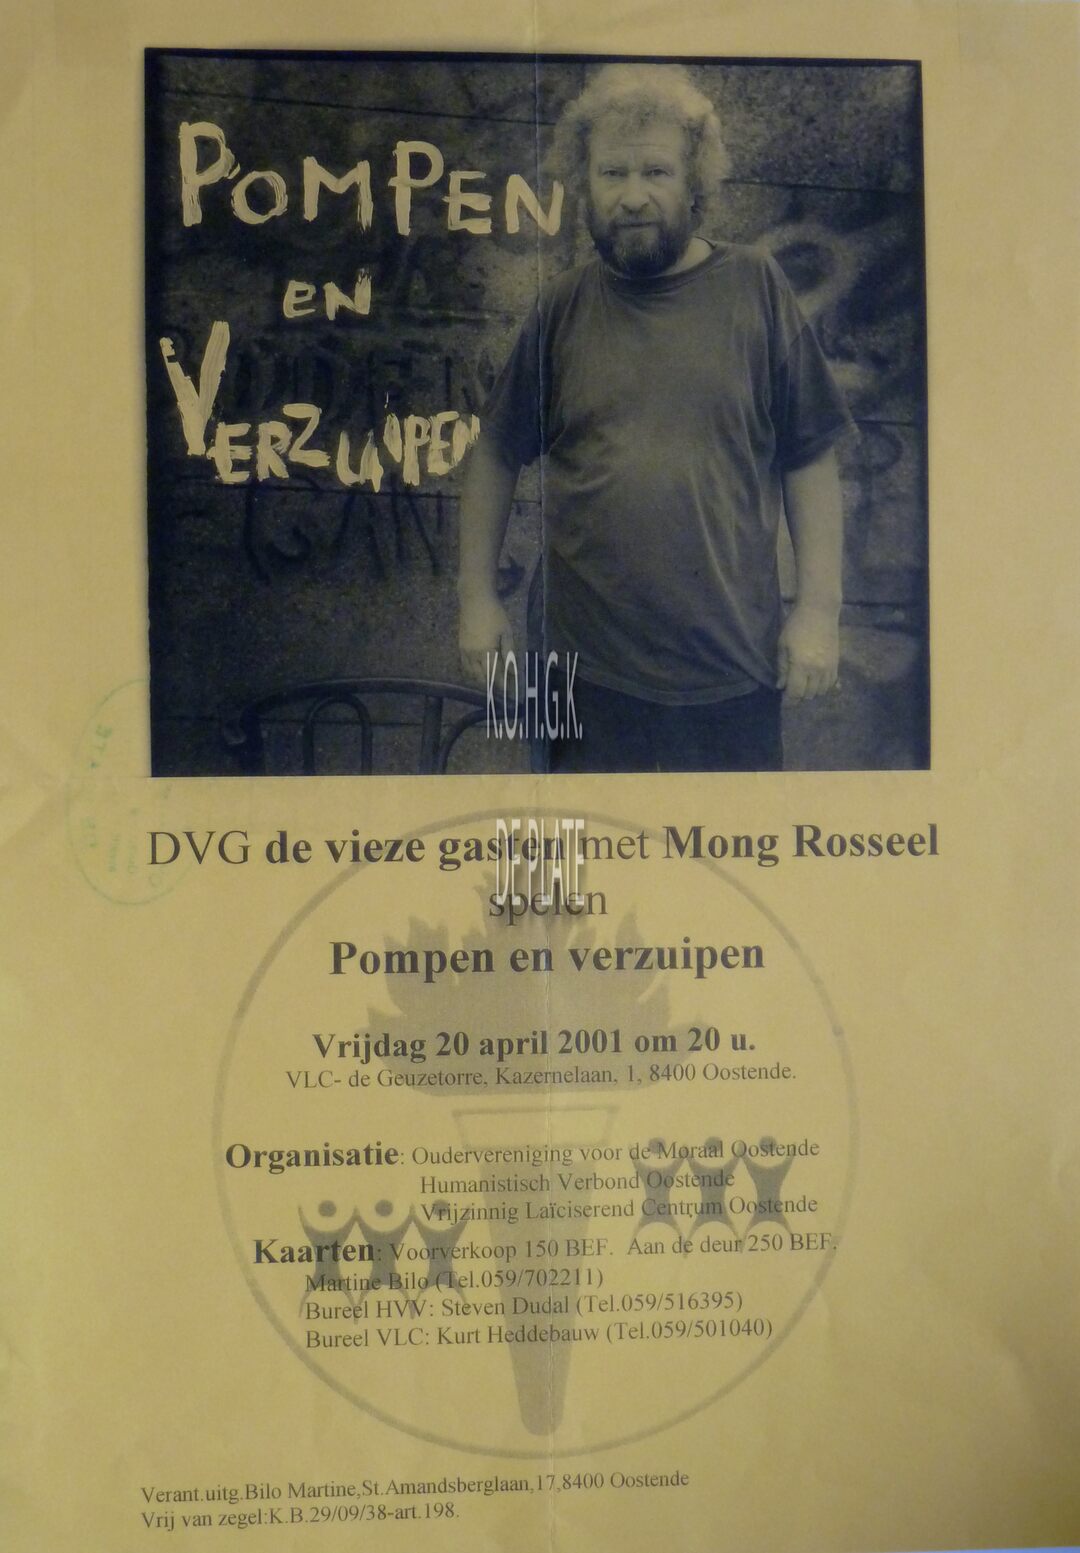 POMPEN
EN
VERZUIPEN
K.O.H.G.K.
DE PLATE
DVG de vieze gasten met Mong Rosseel
spelen
Pompen en verzuipen
Vrijdag 20 april 2001 om 20 u.
VLC- de Geuzetorre, Kazernelaan, 1, 8400 Oostende.
Organisatie: Oudervereniging voor de Moraal Oostende
Humanistisch Verbond Oostende
Vrijzinnig Laïciserend Centrum Oostende
Kaarten: Voorverkoop 150 BEF. Aan de deur 250 BEF.
Martine Bilo (Tel.059/702211)
Bureel HVV: Steven Dudal (Tel.059/516395)
Bureel VLC: Kurt Heddebauw (Tel.059/501040)
Verant.uitg.Bilo Martine,St.Amandsberglaan,17,8400 Oostende
Vrij van zegel:K.B.29/09/38-art.198.